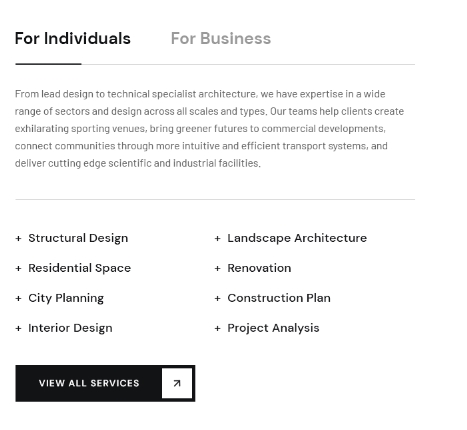 For Individuals For Business
From lead design to technical specialist architecture, we have expertise in a wide
range of sectors and design across all scales and types. Our teams help clients create
exhilarating sporting venues, bring greener futures to commercial developments,
connect communities through more intuitive and efficient transport systems, and
deliver cutting edge scientific and industrial facilities.
+ Structural Design + Landscape Architecture
+ Residential Space + Renovation
+ City Planning + Construction Plan
+ Interior Design + Project Analysis
VIEW ALL SERVICES